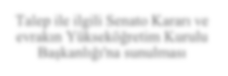 Talep ile ilgili Senato Kararı ve
evrakın Yükseköğretim Kurulu
Başkanlığı'na sunulması